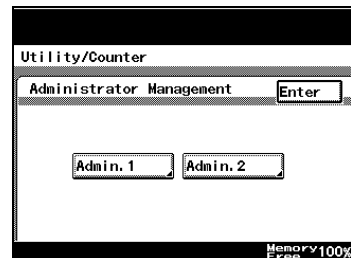 Utility/Counter
Administrator Management
Enter
Admin.1 Admin.2
Memory 100%
Free